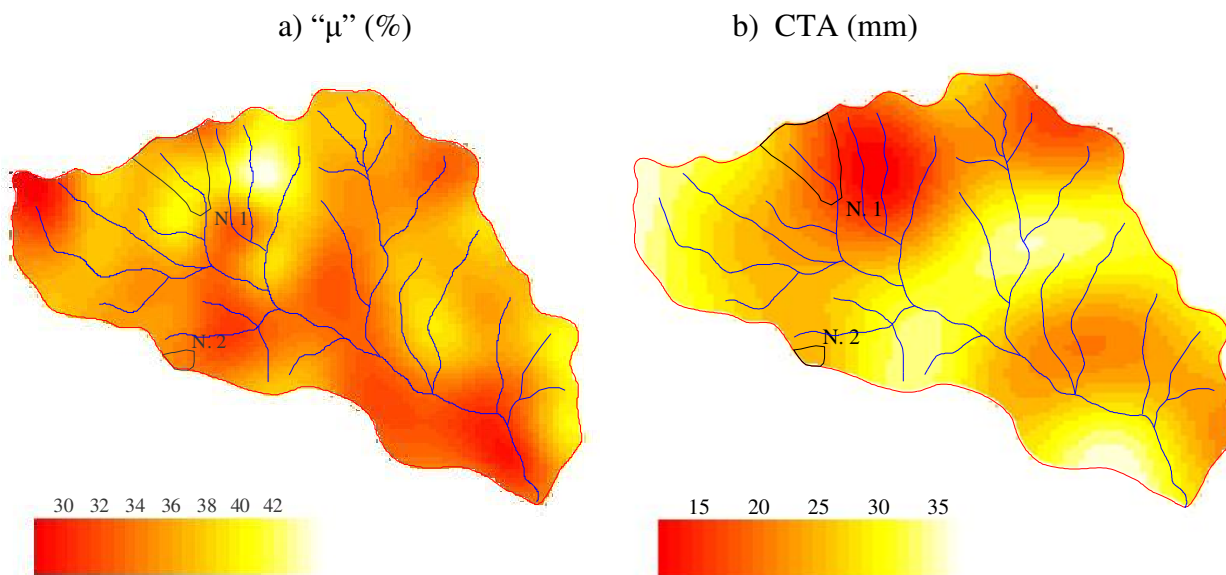 a) “µ” (%)
b) CTA (mm)
N. 1
N. 2
N. 1
N. 2
30 32 34 36 38 40 42
15 20 25 30 35